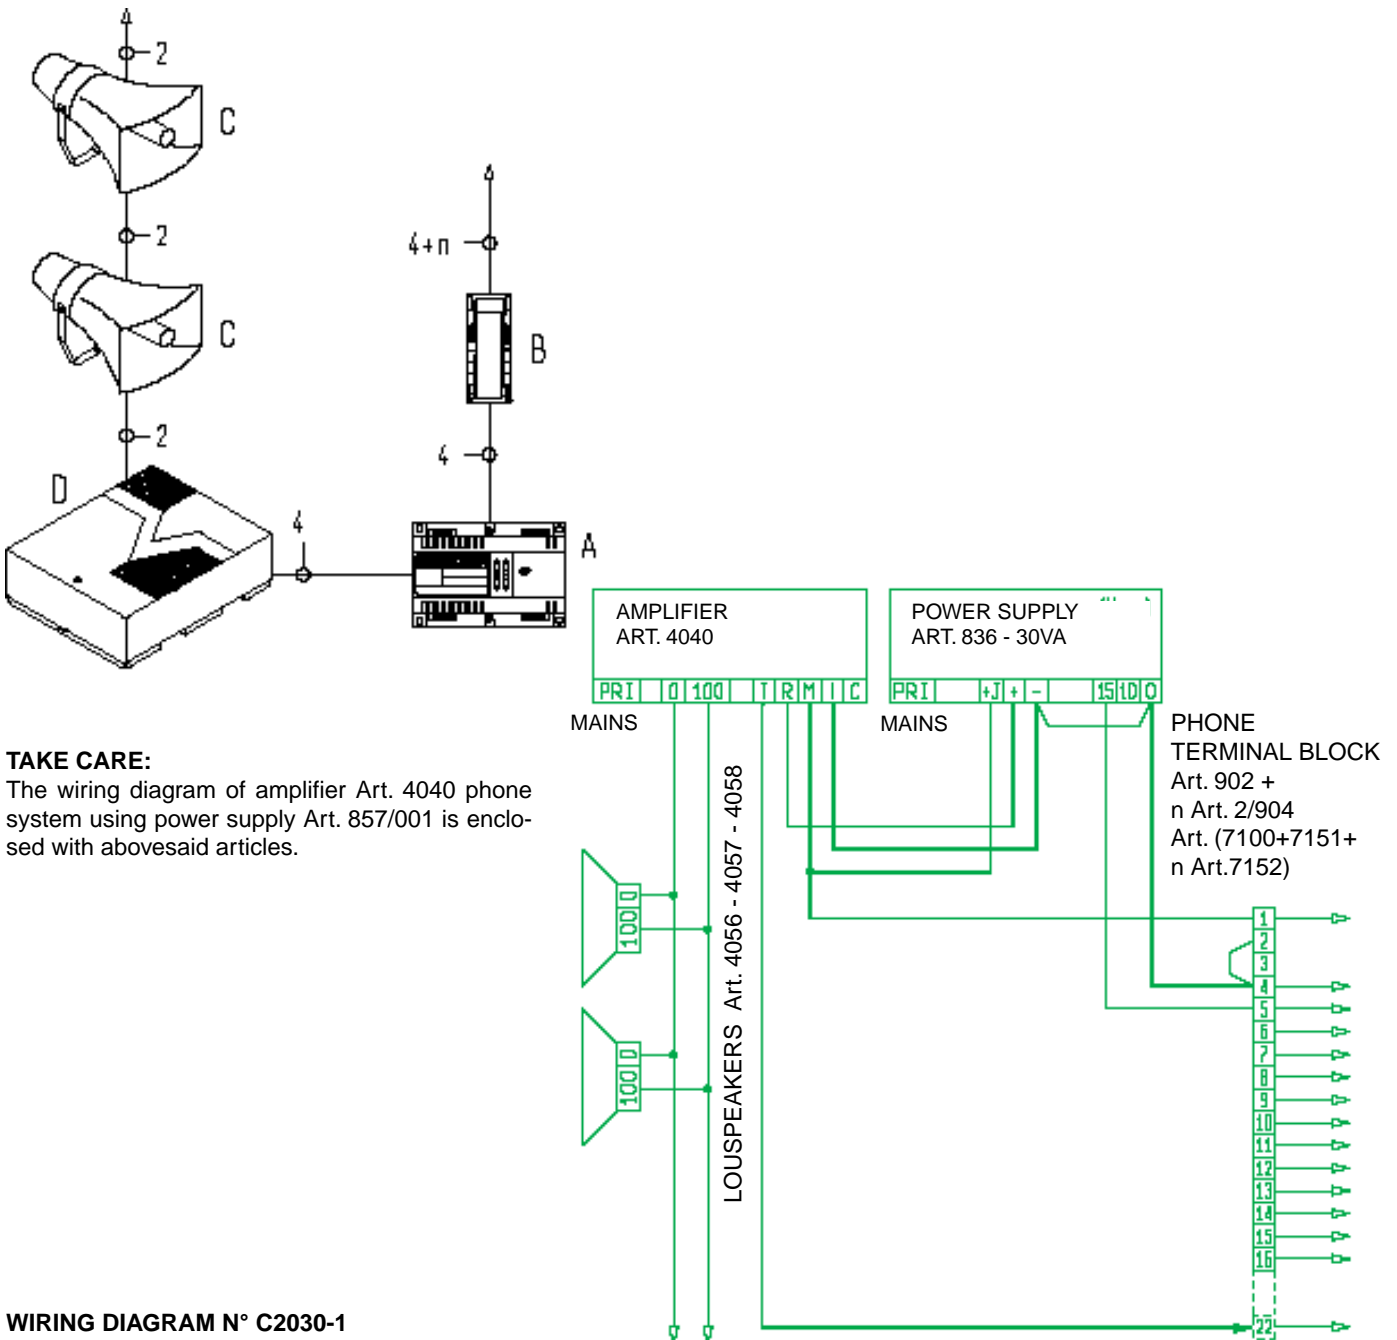 2
C
2
C
2
D
4
4+n
B
4
A
AMPLIFIER
ART. 4040
PRI 0 100 T R M I C
MAINS
POWER SUPPLY
ART. 836 - 30VA
PRI +J + - 15 1D 0
MAINS
PHONE
TERMINAL BLOCK
Art. 902 +
n Art. 2/904
Art. (7100+7151+
n Art.7152)
TAKE CARE:
The wiring diagram of amplifier Art. 4040 phone
system using power supply Art. 857/001 is enclo-
sed with abovesaid articles.
0
100
0
100
LOUSPEAKERS Art. 4056 - 4057 - 4058
1
2
3
4
5
6
7
8
9
10
11
12
13
14
15
16
22
WIRING DIAGRAM N° C2030-1